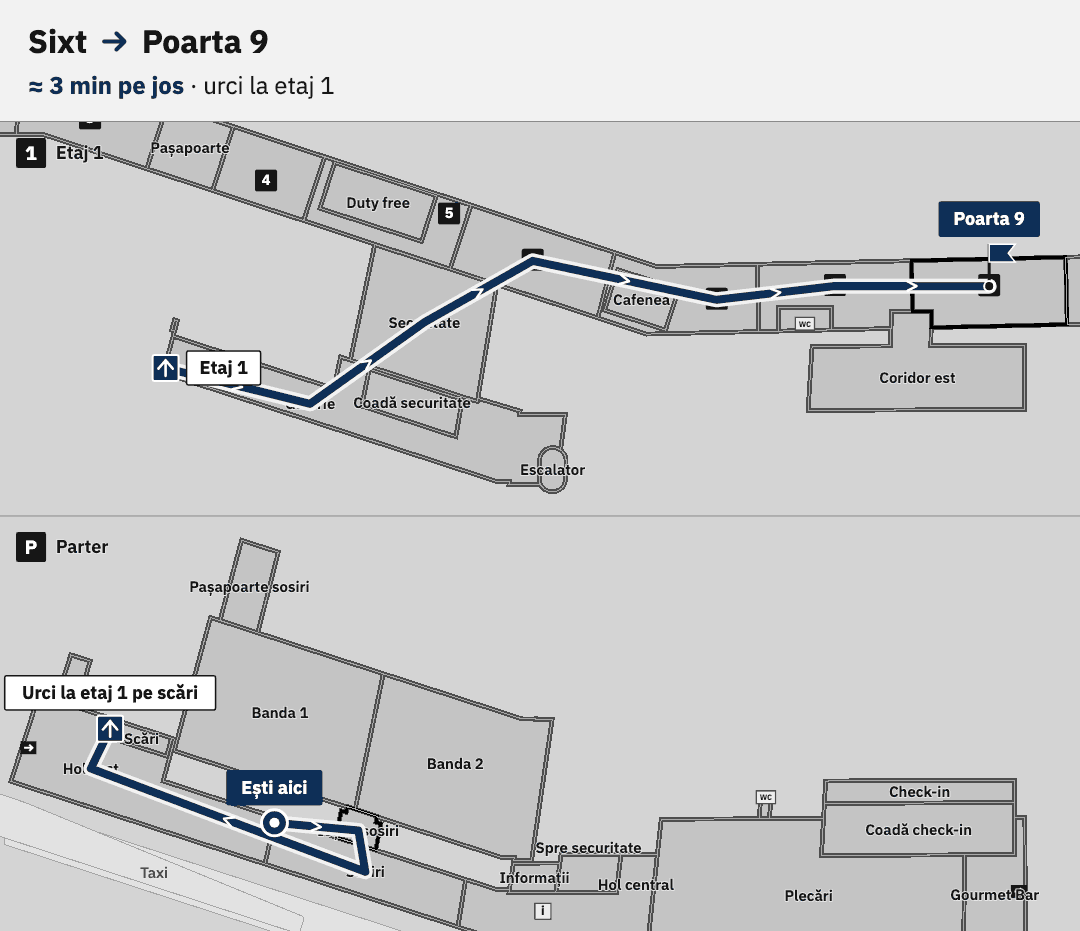 Sixt → Poarta 9
≈ 3 min pe jos · urci la etaj 1
1 Etaj 1
Pașapoarte
4
Duty free
5
Poarta 9
Cafenea
wc
Securitate
Etaj 1
Coadă securitate
Coridor est
Escalator
P Parter
Pașapoarte sosiri
Urci la etaj 1 pe scări
Banda 1
Scări
Banda 2
Ești aici
Check-in
wc
Coadă check-in
sosiri
Spre securitate
Taxi
Informații
Hol central
Plecări
Gourmet Bar
i